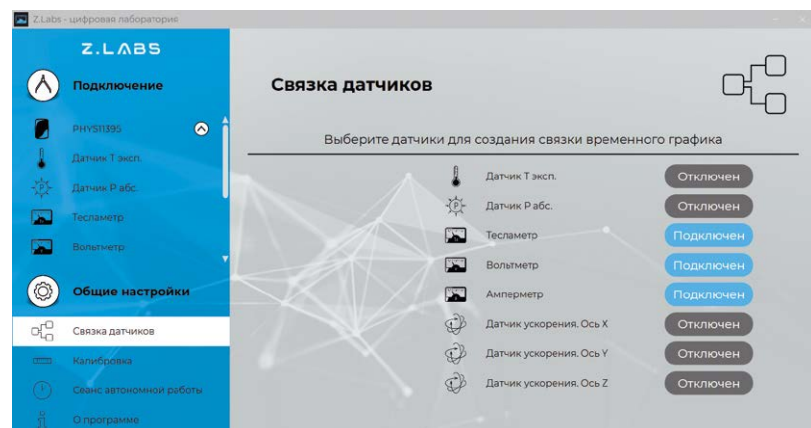 Z.Labs - цифровая лаборатория
Z.LABS
Подключение
PHYS11395
Датчик Т эксп.
Датчик Р абс.
Тесламетр
Вольтметр
Общие настройки
Связка датчиков
Калибровка
Сеанс автономной работы
О программе
Связка датчиков
Выберите датчики для создания связки временного графика
Датчик Т эксп. Отключен
Датчик Р абс. Отключен
Тесламетр Подключен
Вольтметр Подключен
Амперметр Подключен
Датчик ускорения. Ось X Отключен
Датчик ускорения. Ось Y Отключен
Датчик ускорения. Ось Z Отключен